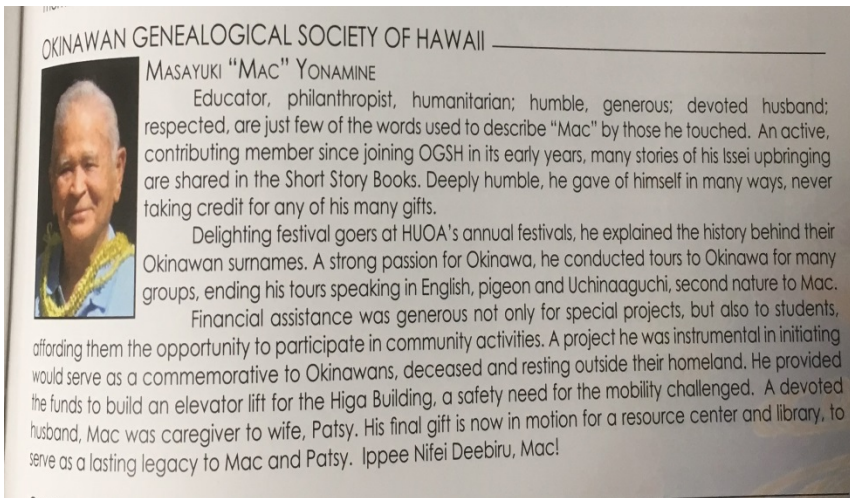 OKINAWAN GENEALOGICAL SOCIETY OF HAWAII
MASAYUKI “MAC” YONAMINE
Educator, philanthropist, humanitarian; humble, generous; devoted husband;
respected, are just few of the words used to describe “Mac” by those he touched. An active,
contributing member since joining OGSH in its early years, many stories of his Issei upbringing
are shared in the Short Story Books. Deeply humble, he gave of himself in many ways, never
taking credit for any of his many gifts.
Delighting festival goers at HUOA’s annual festivals, he explained the history behind their
Okinawan surnames. A strong passion for Okinawa, he conducted tours to Okinawa for many
groups, ending his tours speaking in English, pigeon and Uchinaaguchi, second nature to Mac.
Financial assistance was generous not only for special projects, but also to students,
affording them the opportunity to participate in community activities. A project he was instrumental in initiating
would serve as a commemorative to Okinawans, deceased and resting outside their homeland. He provided
the funds to build an elevator lift for the Higa Building, a safety need for the mobility challenged. A devoted
husband, Mac was caregiver to wife, Patsy. His final gift is now in motion for a resource center and library, to
serve as a lasting legacy to Mac and Patsy. Ippee Nifei Deebiru, Mac!